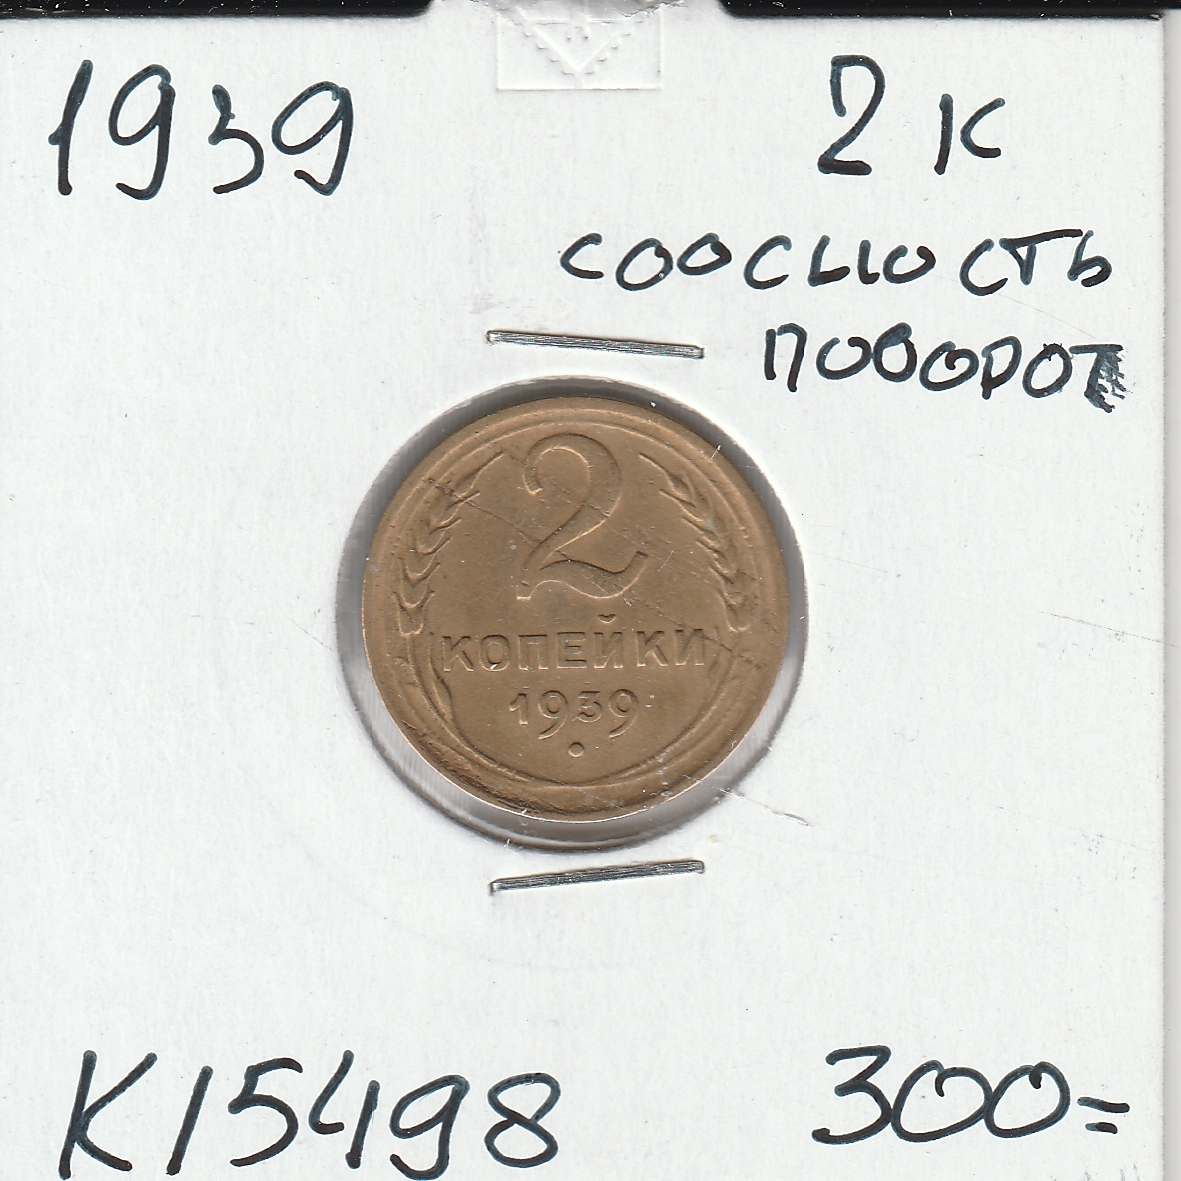 1939 2 к
соосность
поворот
2
КОПЕЙКИ
1939
К15498 300=